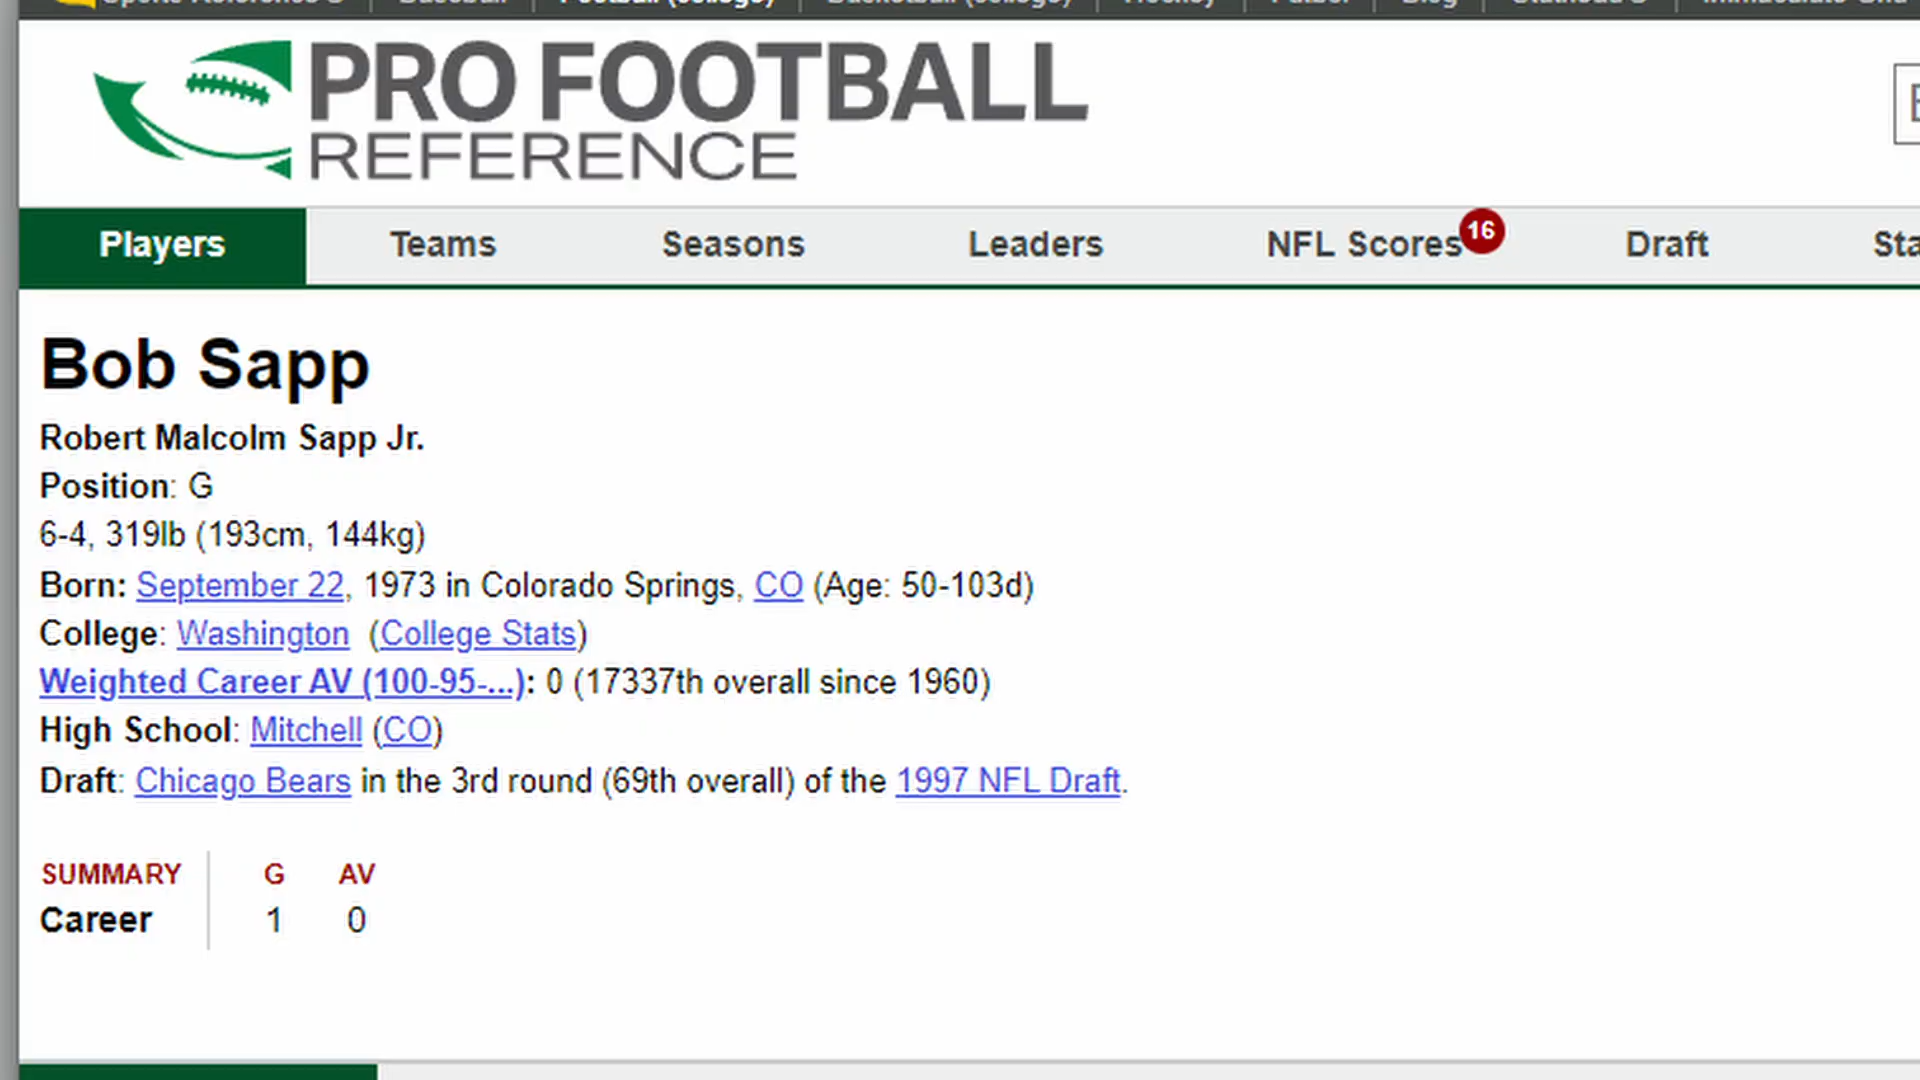 PRO FOOTBALL
REFERENCE
Players Teams Seasons Leaders NFL Scores 16 Draft
Bob Sapp
Robert Malcolm Sapp Jr.
Position: G
6-4, 319lb (193cm, 144kg)
Born: September 22, 1973 in Colorado Springs, CO (Age: 50-103d)
College: Washington (College Stats)
Weighted Career AV (100-95-...): 0 (17337th overall since 1960)
High School: Mitchell (CO)
Draft: Chicago Bears in the 3rd round (69th overall) of the 1997 NFL Draft.
SUMMARY G AV
Career 1 0